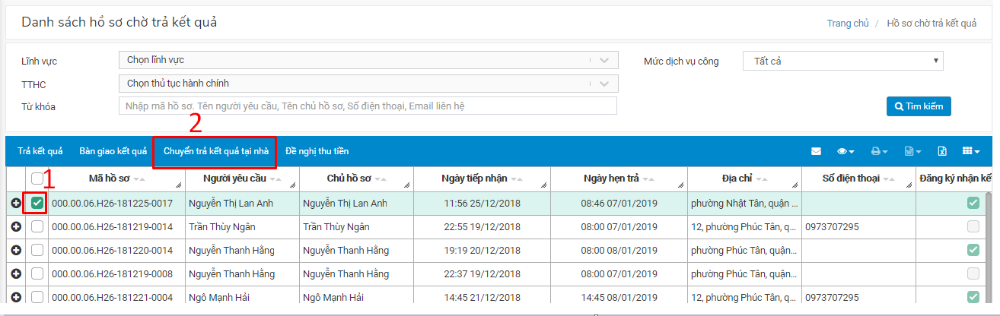 Danh sách hồ sơ chờ trả kết quả
Trang chủ / Hồ sơ chờ trả kết quả
Lĩnh vực Chọn lĩnh vực Mức dịch vụ công Tất cả
TTHC Chọn thủ tục hành chính
Từ khóa Nhập mã hồ sơ. Tên người yêu cầu, Tên chủ hồ sơ, Số điện thoại, Email liên hệ Tìm kiếm
2
Trả kết quả Bàn giao kết quả Chuyển trả kết quả tại nhà Đề nghị thu tiền
1 Mã hồ sơ Người yêu cầu Chủ hồ sơ Ngày tiếp nhận Ngày hẹn trả Địa chỉ Số điện thoại Đăng ký nhận kế
000.00.06.H26-181225-0017 Nguyễn Thị Lan Anh Nguyễn Thị Lan Anh 11:56 25/12/2018 08:46 07/01/2019 phường Nhật Tân, quận ...
000.00.06.H26-181219-0014 Trần Thùy Ngân Trần Thùy Ngân 22:55 19/12/2018 08:00 07/01/2019 12, phường Phúc Tân, q... 0973707295
000.00.06.H26-181220-0014 Nguyễn Thanh Hằng Nguyễn Thanh Hằng 19:19 20/12/2018 08:00 08/01/2019 phường Phúc Tân, quận...
000.00.06.H26-181219-0008 Nguyễn Thanh Hằng Nguyễn Thanh Hằng 22:37 19/12/2018 08:00 07/01/2019 phường Phúc Tân, quận...
000.00.06.H26-181221-0004 Ngô Mạnh Hải Ngô Mạnh Hải 14:45 21/12/2018 14:45 08/01/2019 12, phường Phúc Tân, q... 0973707295